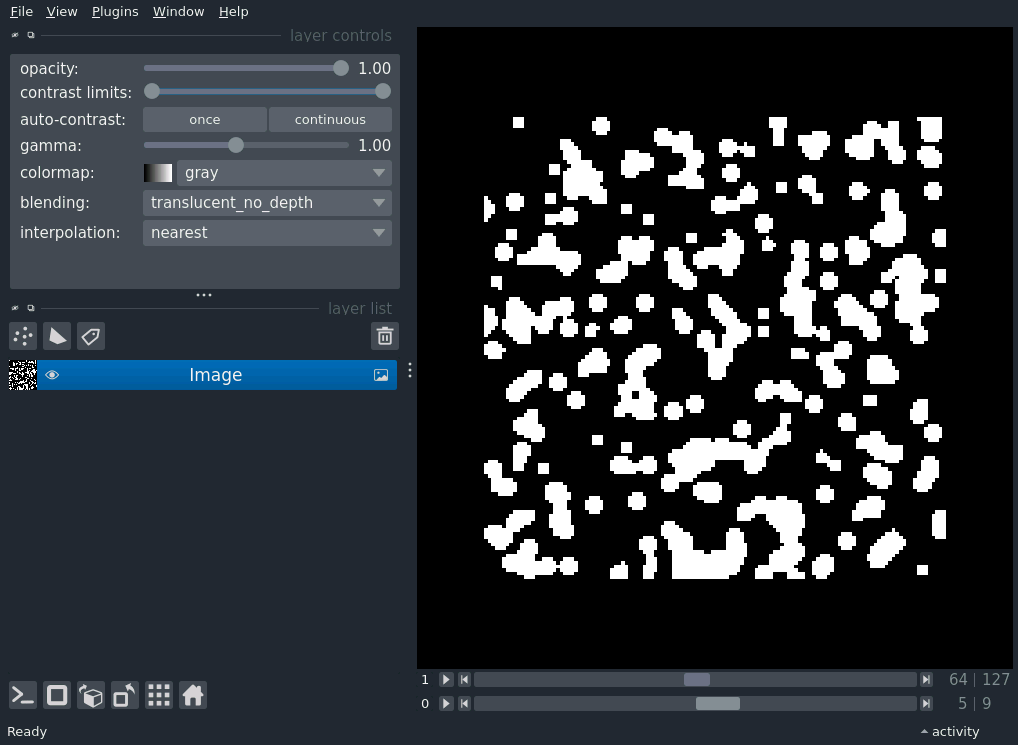 File View Plugins Window Help
layer controls
opacity: 1.00
contrast limits:
auto-contrast: once continuous
gamma: 1.00
colormap: gray
blending: translucent_no_depth
interpolation: nearest
layer list
Image
1 64 | 127
0 5 | 9
Ready activity